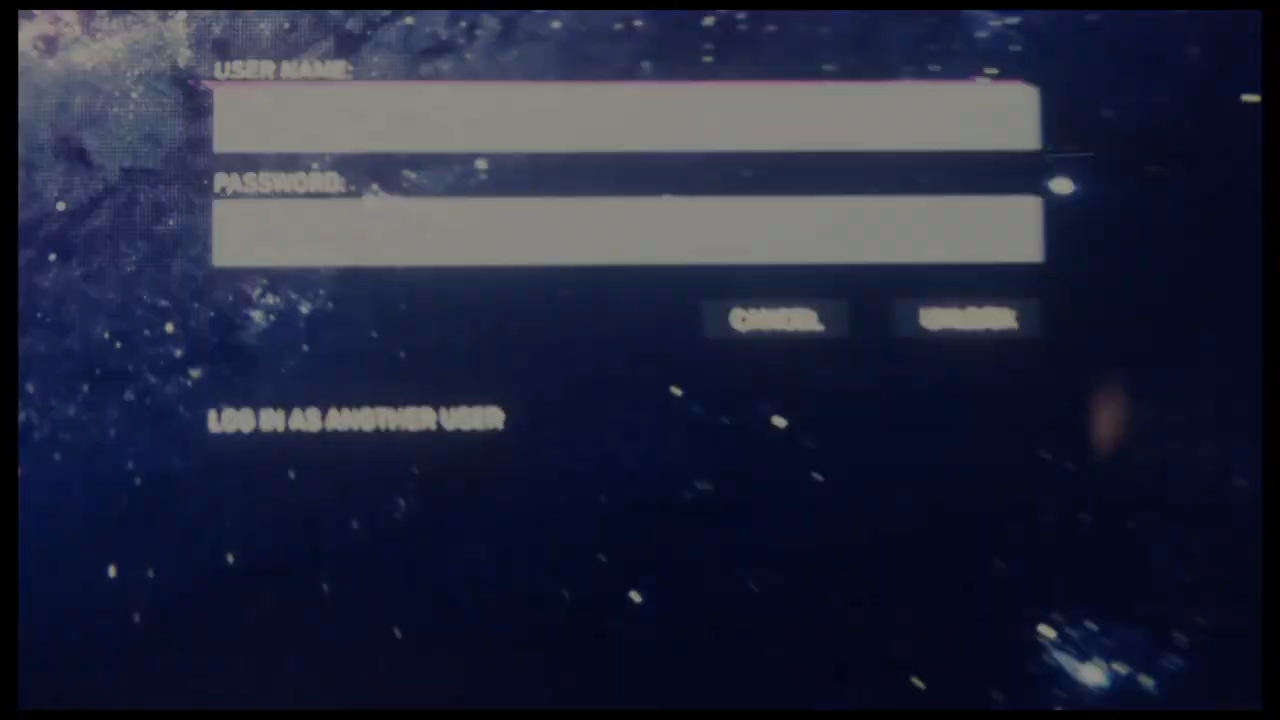 USER NAME:
PASSWORD:
CANCEL
UNLOCK
LOG IN AS ANOTHER USER